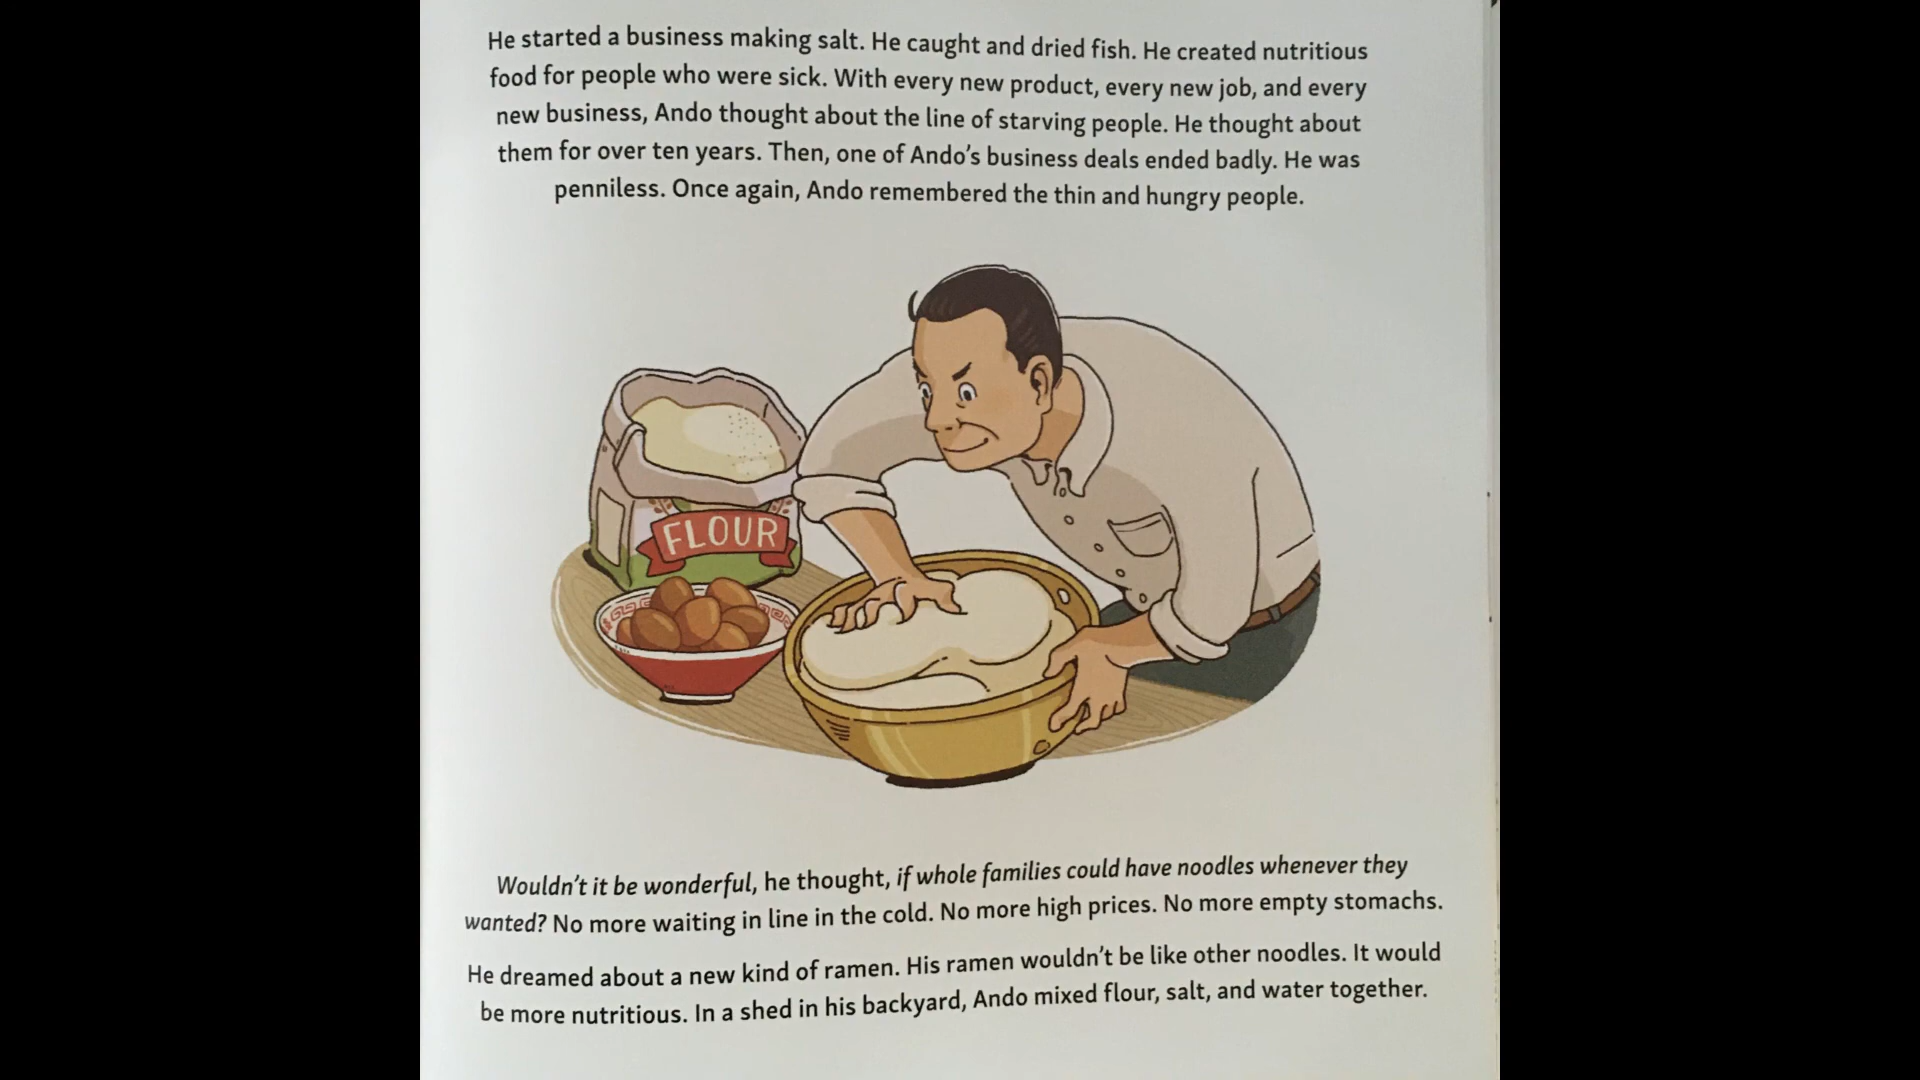 He started a business making salt. He caught and dried fish. He created nutritious
food for people who were sick. With every new product, every new job, and every
new business, Ando thought about the line of starving people. He thought about
them for over ten years. Then, one of Ando's business deals ended badly. He was
penniless. Once again, Ando remembered the thin and hungry people.
FLOUR
Wouldn't it be wonderful, he thought, if whole families could have noodles whenever they
wanted? No more waiting in line in the cold. No more high prices. No more empty stomachs.
He dreamed about a new kind of ramen. His ramen wouldn't be like other noodles. It would
be more nutritious. In a shed in his backyard, Ando mixed flour, salt, and water together.